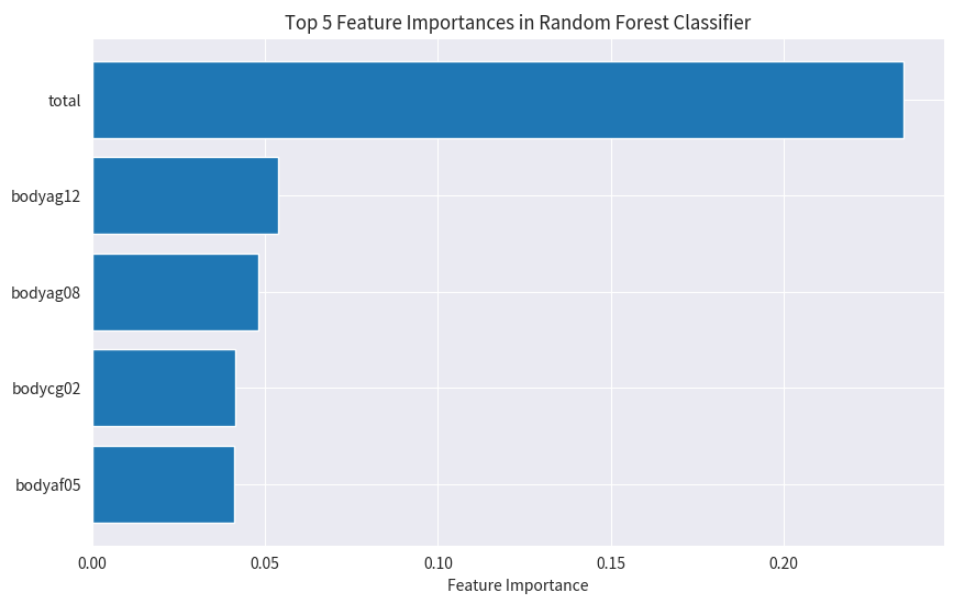 Top 5 Feature Importances in Random Forest Classifier
total
bodyag12
bodyag08
bodycg02
bodyaf05
0.00 0.05 0.10 0.15 0.20
Feature Importance